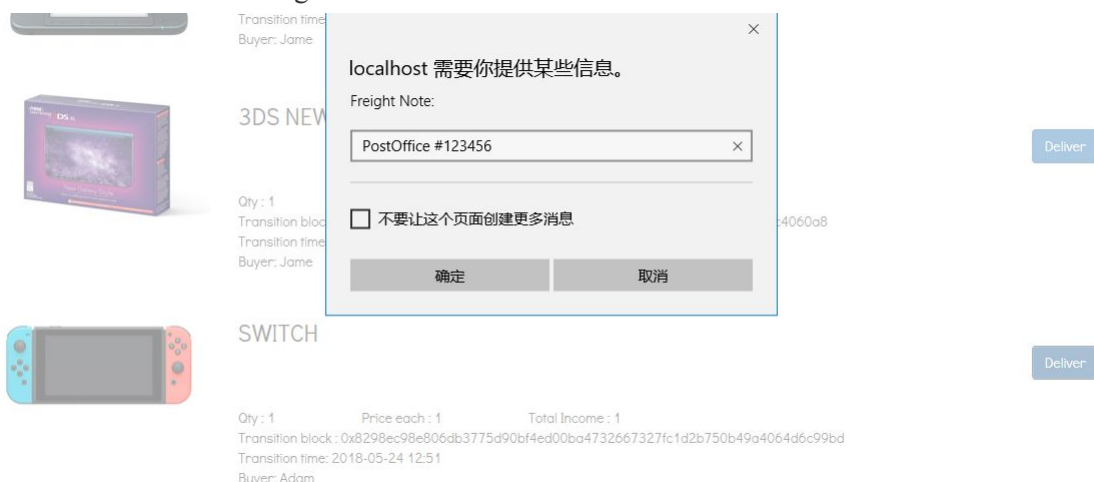 Transition time
Buyer: Jame
localhost 需要你提供某些信息。
Freight Note:
PostOffice #123456
3DS NEW
Deliver
Qty : 1
Transition bloc
c4060a8
Transition time
Buyer: Jame
不要让这个页面创建更多消息
确定 取消
SWITCH
Deliver
Qty : 1 Price each : 1 Total Income : 1
Transition block : 0x8298ec98e806db3775d90bf4ed00ba4732667327fc1d2b750b49a4064d6c99bd
Transition time: 2018-05-24 12:51
Buyer: Adam